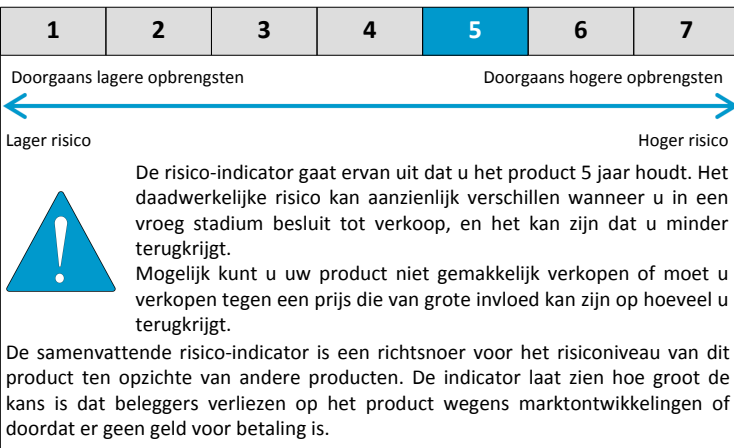 1 2 3 4 5 6 7
Doorgaans lagere opbrengsten Doorgaans hogere opbrengsten
Lager risico Hoger risico
De risico-indicator gaat ervan uit dat u het product 5 jaar houdt. Het
daadwerkelijke risico kan aanzienlijk verschillen wanneer u in een
vroeg stadium besluit tot verkoop, en het kan zijn dat u minder
terugkrijgt.
Mogelijk kunt u uw product niet gemakkelijk verkopen of moet u
verkopen tegen een prijs die van grote invloed kan zijn op hoeveel u
terugkrijgt.
De samenvattende risico-indicator is een richtsnoer voor het risiconiveau van dit
product ten opzichte van andere producten. De indicator laat zien hoe groot de
kans is dat beleggers verliezen op het product wegens marktontwikkelingen of
doordat er geen geld voor betaling is.